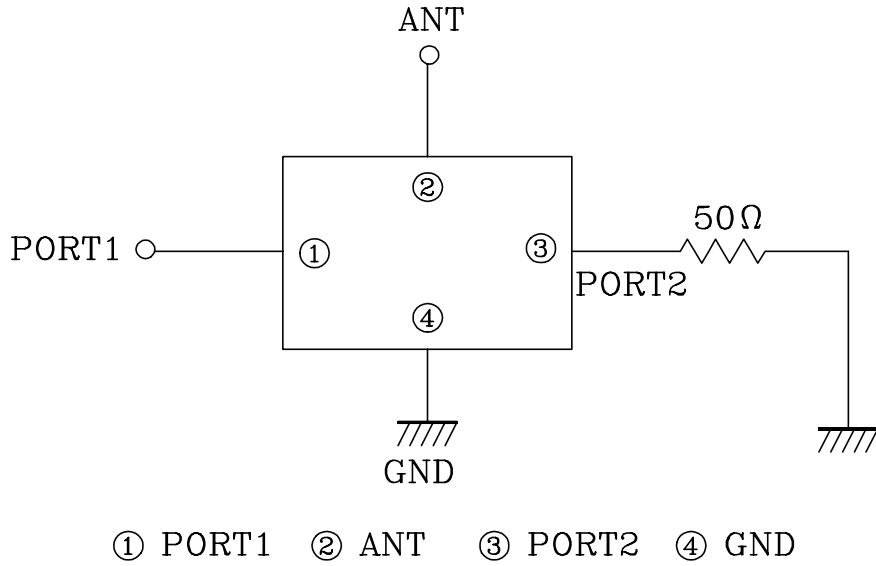 ANT
②
50Ω
PORT1
①
③
PORT2
④
GND
① PORT1 ② ANT ③ PORT2 ④ GND